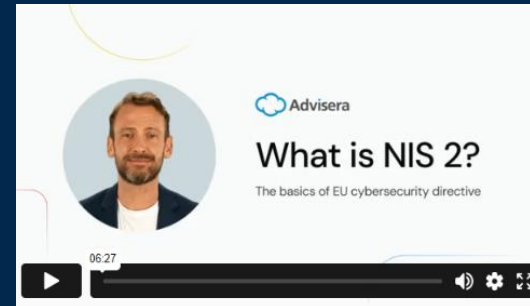 Advisera
What is NIS 2?
The basics of EU cybersecurity directive
06:27